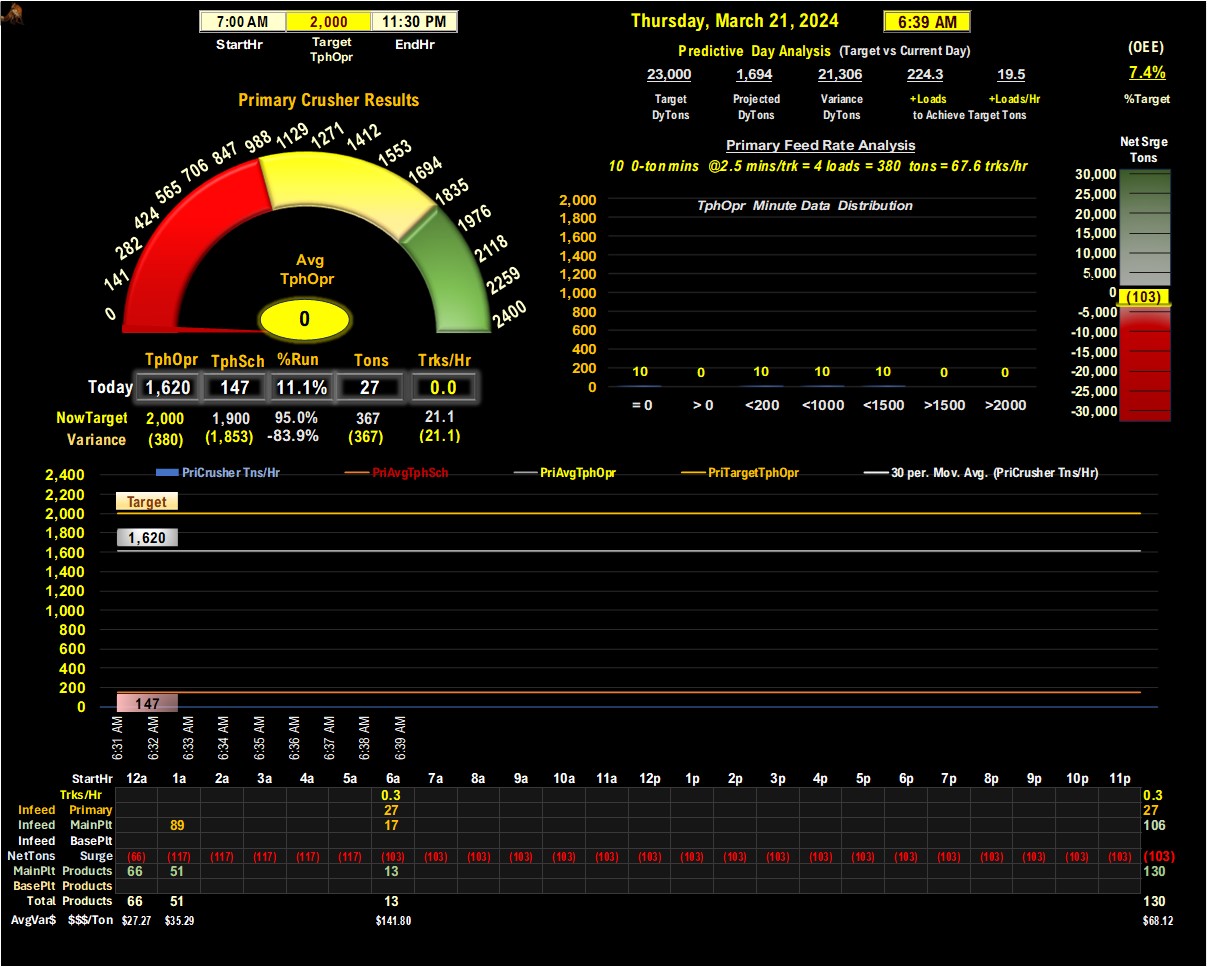 7:00 AM 2,000 11:30 PM
StartHr Target TphOpr EndHr
Thursday, March 21, 2024 6:39 AM
Predictive Day Analysis (Target vs Current Day)
23,000 1,694 21,306 224.3 19.5
Target DyTons Projected DyTons Variance DyTons +Loads +Loads/Hr
to Achieve Target Tons
(OEE)
7.4%
%Target
Primary Crusher Results
0 141 282 424 565 706 847 988 1129 1271 1412 1553 1694 1835 1976 2118 2259 2400
Avg
TphOpr
0
TphOpr TphSch %Run Tons Trks/Hr
Today 1,620 147 11.1% 27 0.0
NowTarget 2,000 1,900 95.0% 367 21.1
Variance (380) (1,853) -83.9% (367) (21.1)
Primary Feed Rate Analysis
10 0-ton mins @2.5 mins/trk = 4 loads = 380 tons = 67.6 trks/hr
TphOpr Minute Data Distribution
2,000
1,800
1,600
1,400
1,200
1,000
800
600
400
200
0
10 0 10 10 10 0 0
= 0 > 0 <200 <1000 <1500 >1500 >2000
Net Srge
Tons
30,000
25,000
20,000
15,000
10,000
5,000
0
(103)
-5,000
-10,000
-15,000
-20,000
-25,000
-30,000
PriCrusher Tns/Hr PriAvgTphSch PriAvgTphOpr PriTargetTphOpr 30 per. Mov. Avg. (PriCrusher Tns/Hr)
2,400
2,200
2,000
1,800
1,600
1,400
1,200
1,000
800
600
400
200
0
Target
1,620
147
6:31 AM 6:32 AM 6:33 AM 6:34 AM 6:35 AM 6:36 AM 6:37 AM 6:38 AM 6:39 AM
StartHr 12a 1a 2a 3a 4a 5a 6a 7a 8a 9a 10a 11a 12p 1p 2p 3p 4p 5p 6p 7p 8p 9p 10p 11p
Trks/Hr 0.3 0.3
Infeed Primary 27 27
Infeed MainPlt 89 17 106
Infeed BasePlt
NetTons Surge (66) (117) (117) (117) (117) (117) (103) (103) (103) (103) (103) (103) (103) (103) (103) (103) (103) (103) (103) (103) (103) (103) (103) (103) (103)
MainPlt Products 66 51 13 130
BasePlt Products
Total Products 66 51 13 130
AvgVar$ $$$/Ton $27.27 $35.29 $141.80 $68.12